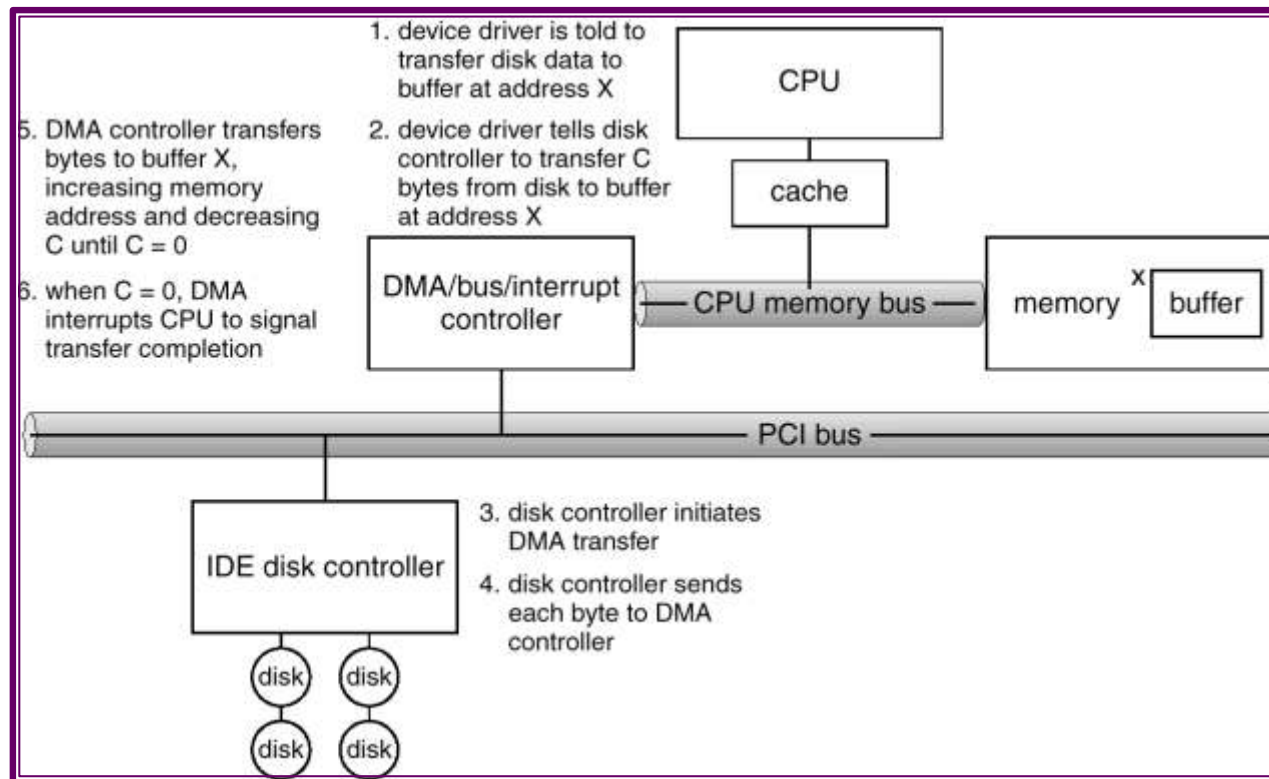 1. device driver is told to
transfer disk data to
buffer at address X
2. device driver tells disk
controller to transfer C
bytes from disk to buffer
at address X
5. DMA controller transfers
bytes to buffer X,
increasing memory
address and decreasing
C until C = 0
6. when C = 0, DMA
interrupts CPU to signal
transfer completion
CPU
cache
DMA/bus/interrupt
controller
CPU memory bus
memory
x
buffer
PCI bus
IDE disk controller
3. disk controller initiates
DMA transfer
4. disk controller sends
each byte to DMA
controller
disk
disk
disk
disk